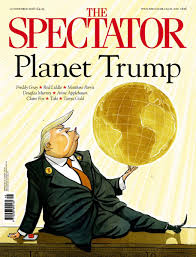 THE
SPECTATOR
Planet Trump
Freddy Gray ★ Rod Liddle ★ Matthew Parris
Douglas Murray ★ Anne Applebaum
Claire Fox ★ Taki ★ Tanya Gold